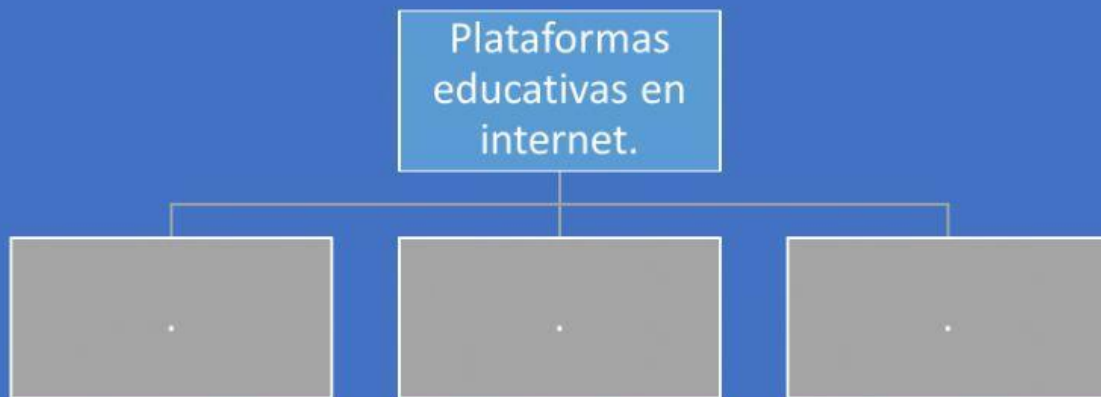 Plataformas
educativas en
internet.
.
.
.